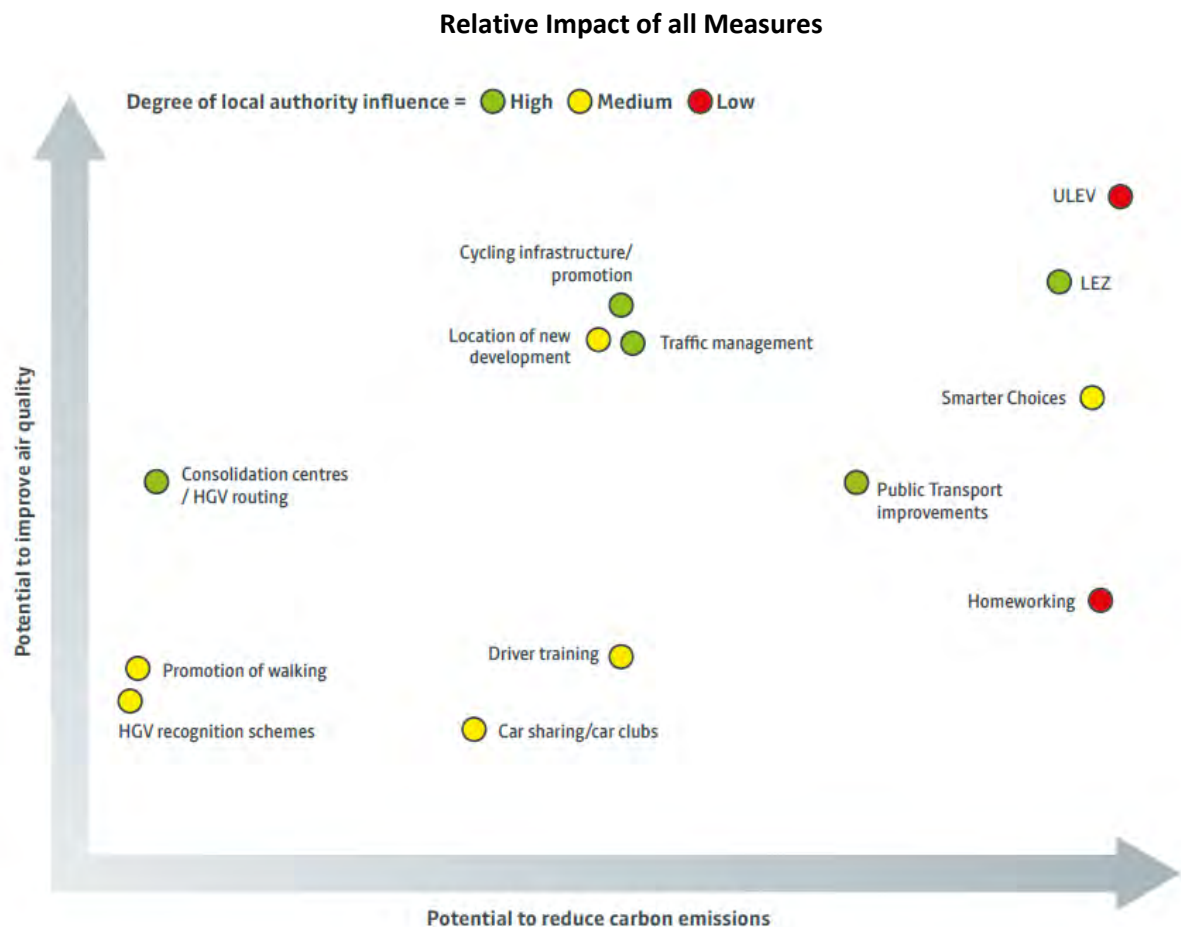 Relative Impact of all Measures
Degree of local authority influence = High Medium Low
ULEV
Cycling infrastructure/
promotion
LEZ
Location of new
development
Traffic management
Smarter Choices
Consolidation centres
/ HGV routing
Public Transport
improvements
Homeworking
Driver training
Promotion of walking
HGV recognition schemes
Car sharing/car clubs
Potential to improve air quality
Potential to reduce carbon emissions